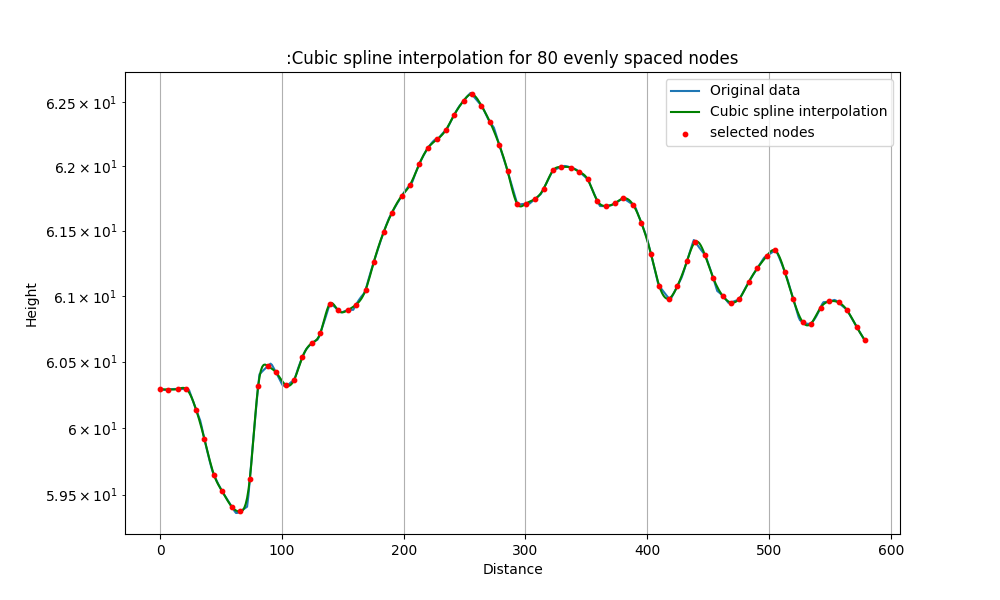 :Cubic spline interpolation for 80 evenly spaced nodes
Original data
Cubic spline interpolation
selected nodes
6.25 × 10¹
6.2 × 10¹
6.15 × 10¹
6.1 × 10¹
6.05 × 10¹
6 × 10¹
5.95 × 10¹
Height
0 100 200 300 400 500 600
Distance